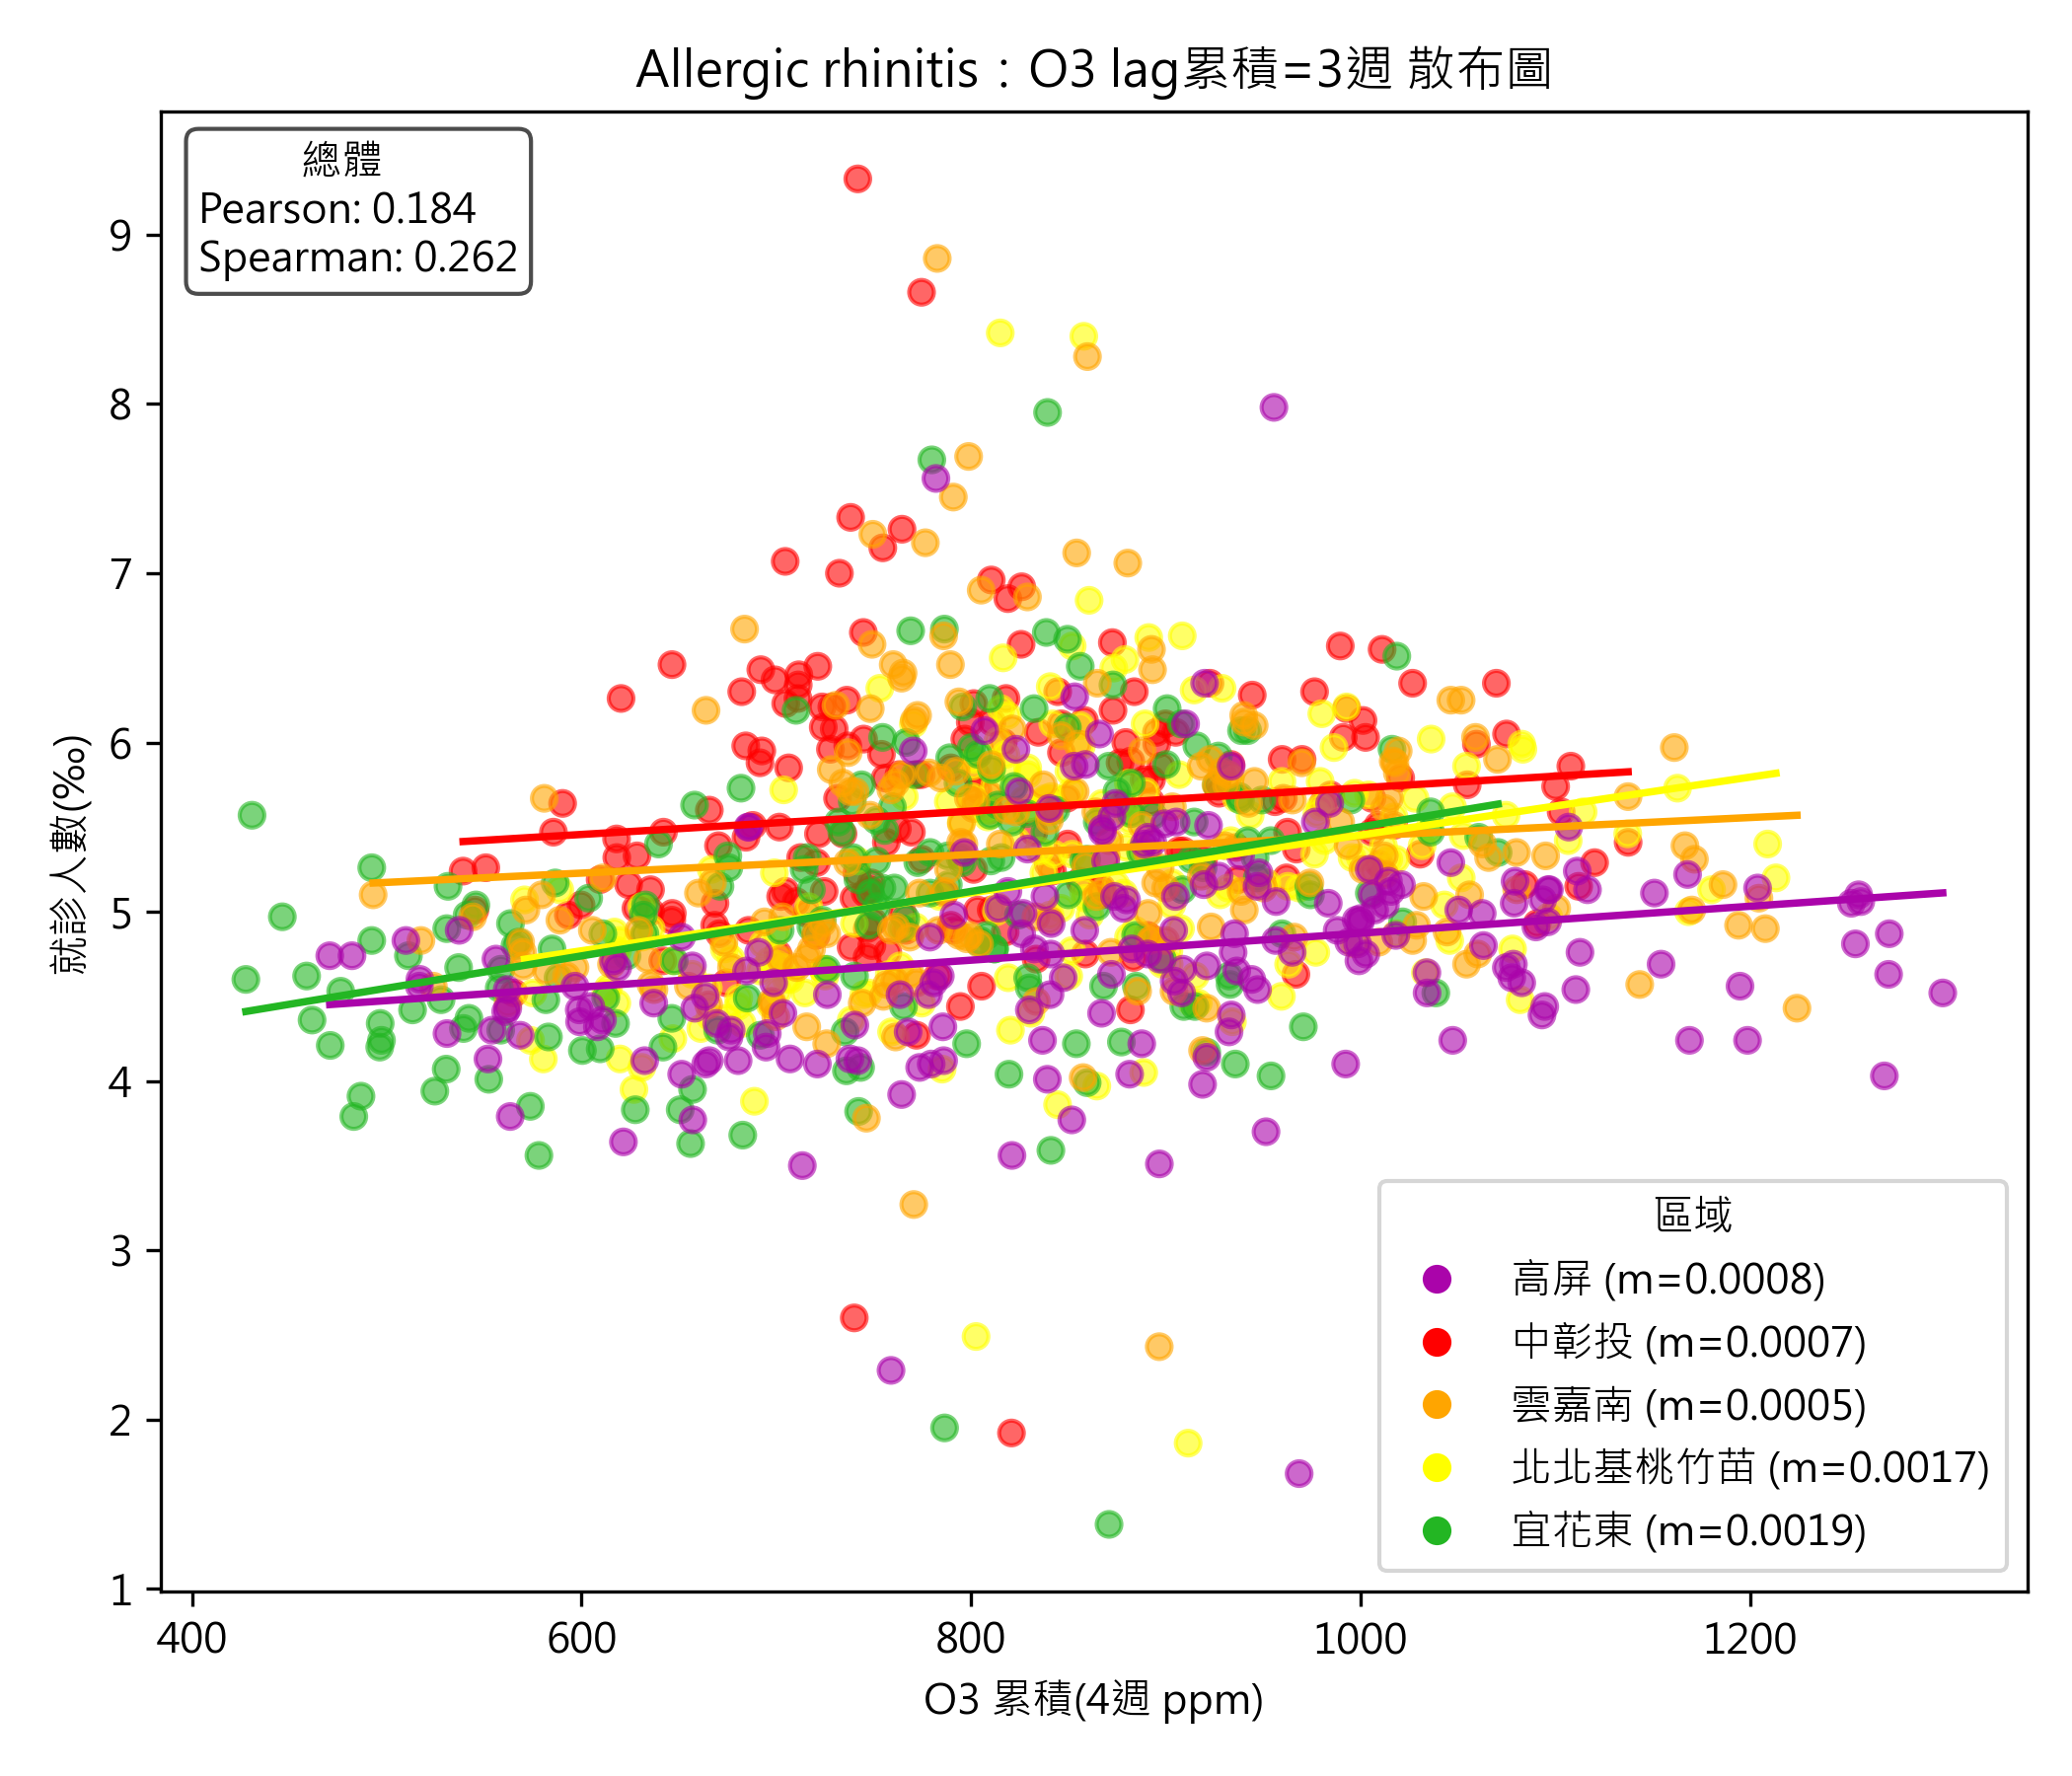 Allergic rhinitis：O3 lag累積=3週 散布圖
總體
Pearson: 0.184
Spearman: 0.262
就診人數(‰)
9
8
7
6
5
4
3
2
1
區域
高屏 (m=0.0008)
中彰投 (m=0.0007)
雲嘉南 (m=0.0005)
北北基桃竹苗 (m=0.0017)
宜花東 (m=0.0019)
400 600 800 1000 1200
O3 累積(4週 ppm)